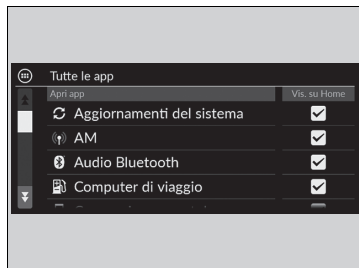 Tutte le app
Apri app Vis. su Home
Aggiornamenti del sistema
AM
Audio Bluetooth
Computer di viaggio